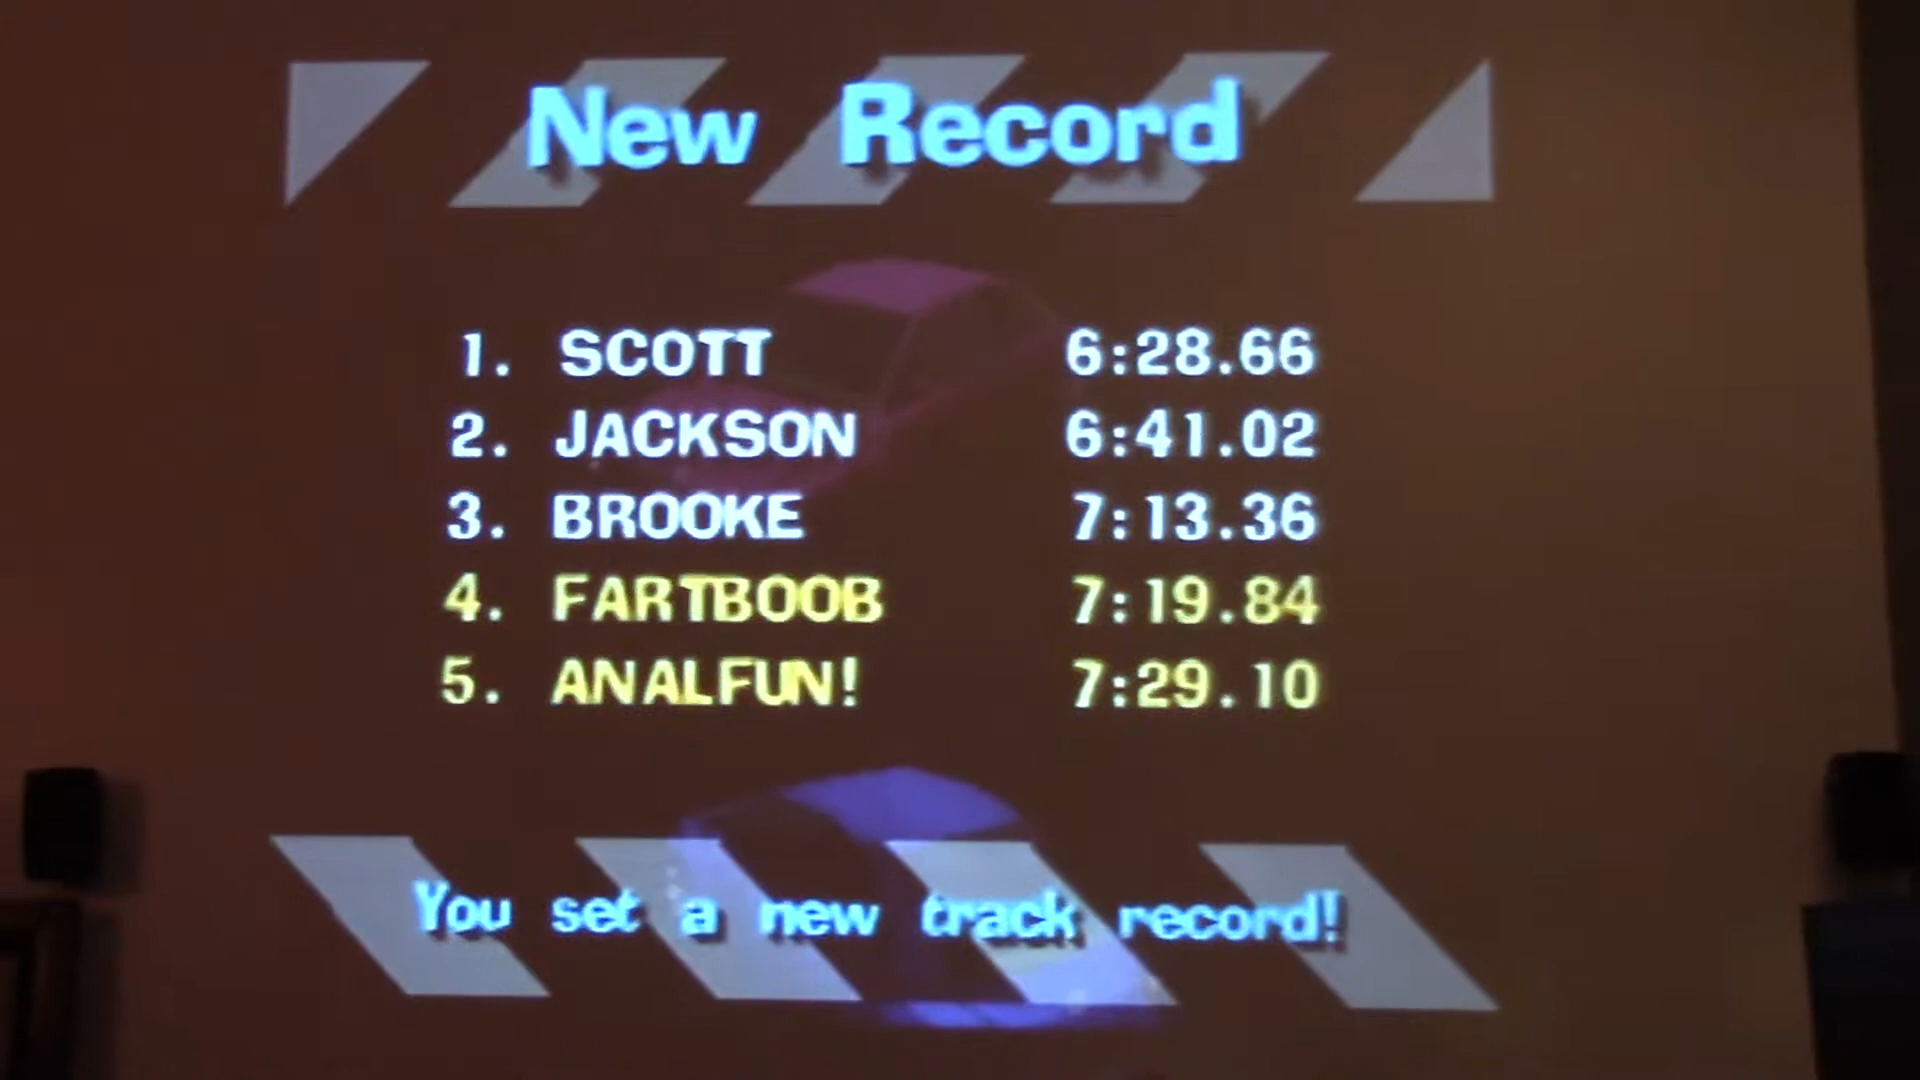 New Record
1. SCOTT 6:28.66
2. JACKSON 6:41.02
3. BROOKE 7:13.36
4. FARTBOOB 7:19.84
5. ANALFUN! 7:29.10
You set a new track record!